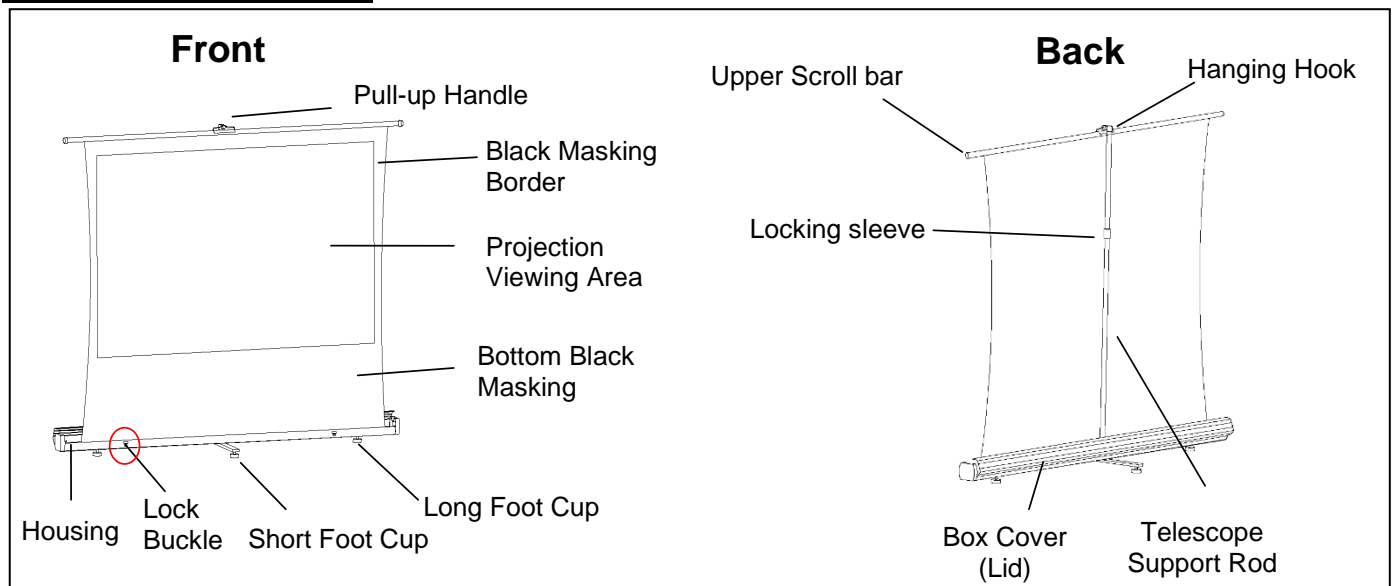 Front
Pull-up Handle
Black Masking
Border
Projection
Viewing Area
Bottom Black
Masking
Housing
Lock
Buckle
Short Foot Cup
Long Foot Cup
Back
Upper Scroll bar
Hanging Hook
Locking sleeve
Box Cover
(Lid)
Telescope
Support Rod